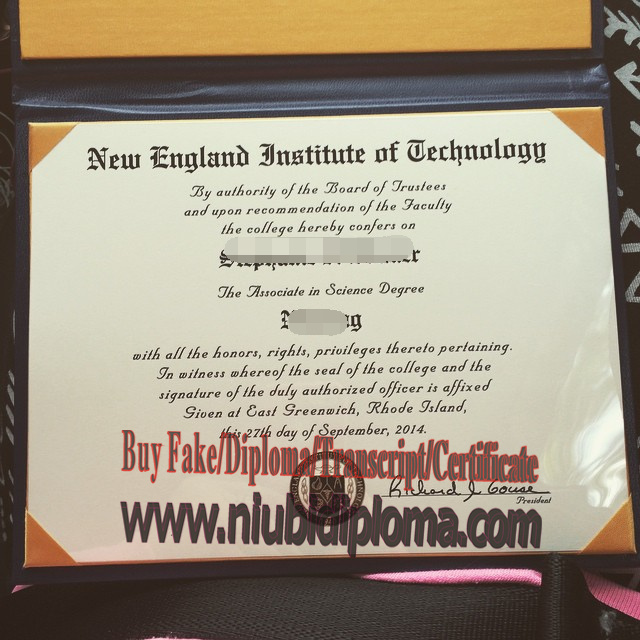 New England Institute of Technology
By authority of the Board of Trustees
and upon recommendation of the Faculty
the college hereby confers on
The Associate in Science Degree
with all the honors, rights, privileges thereto pertaining.
In witness whereof the seal of the college and the
signature of the duly authorized officer is affixed
Given at East Greenwich, Rhode Island,
this 27th day of September, 2014.
Buy Fake/Diploma/Transcript/Certificate
Richard I. Gouse
President
www.niubidiploma.com